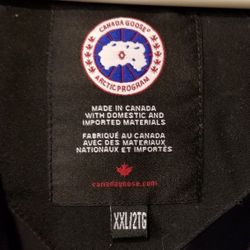 CANADA GOOSE
ARCTIC PROGRAM
MADE IN CANADA
WITH DOMESTIC AND
IMPORTED MATERIALS
FABRIQUÉ AU CANADA
AVEC DES MATERIAUX
NATIONAUX ET IMPORTÉS
canadagoose.com
XXL/2TG